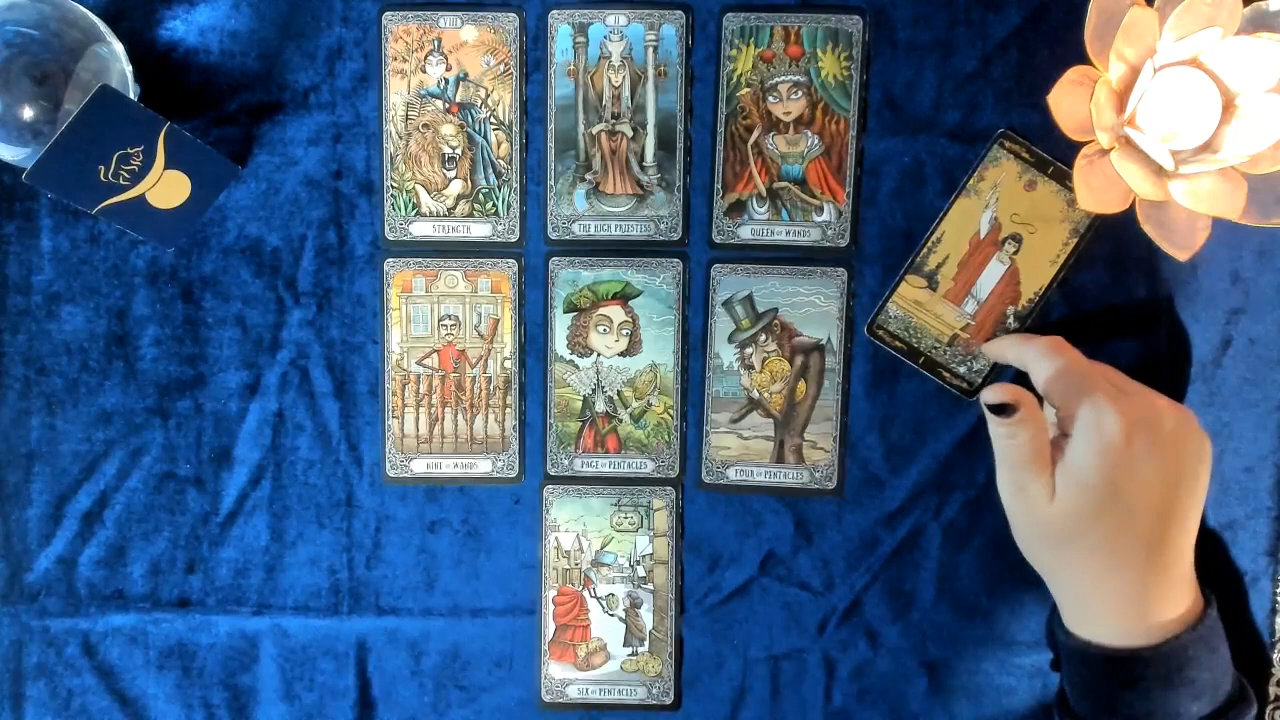 VIII
STRENGTH
II
THE HIGH PRIESTESS
QUEEN OF WANDS
NINE OF WANDS
PAGE OF PENTACLES
FOUR OF PENTACLES
SIX OF PENTACLES
I